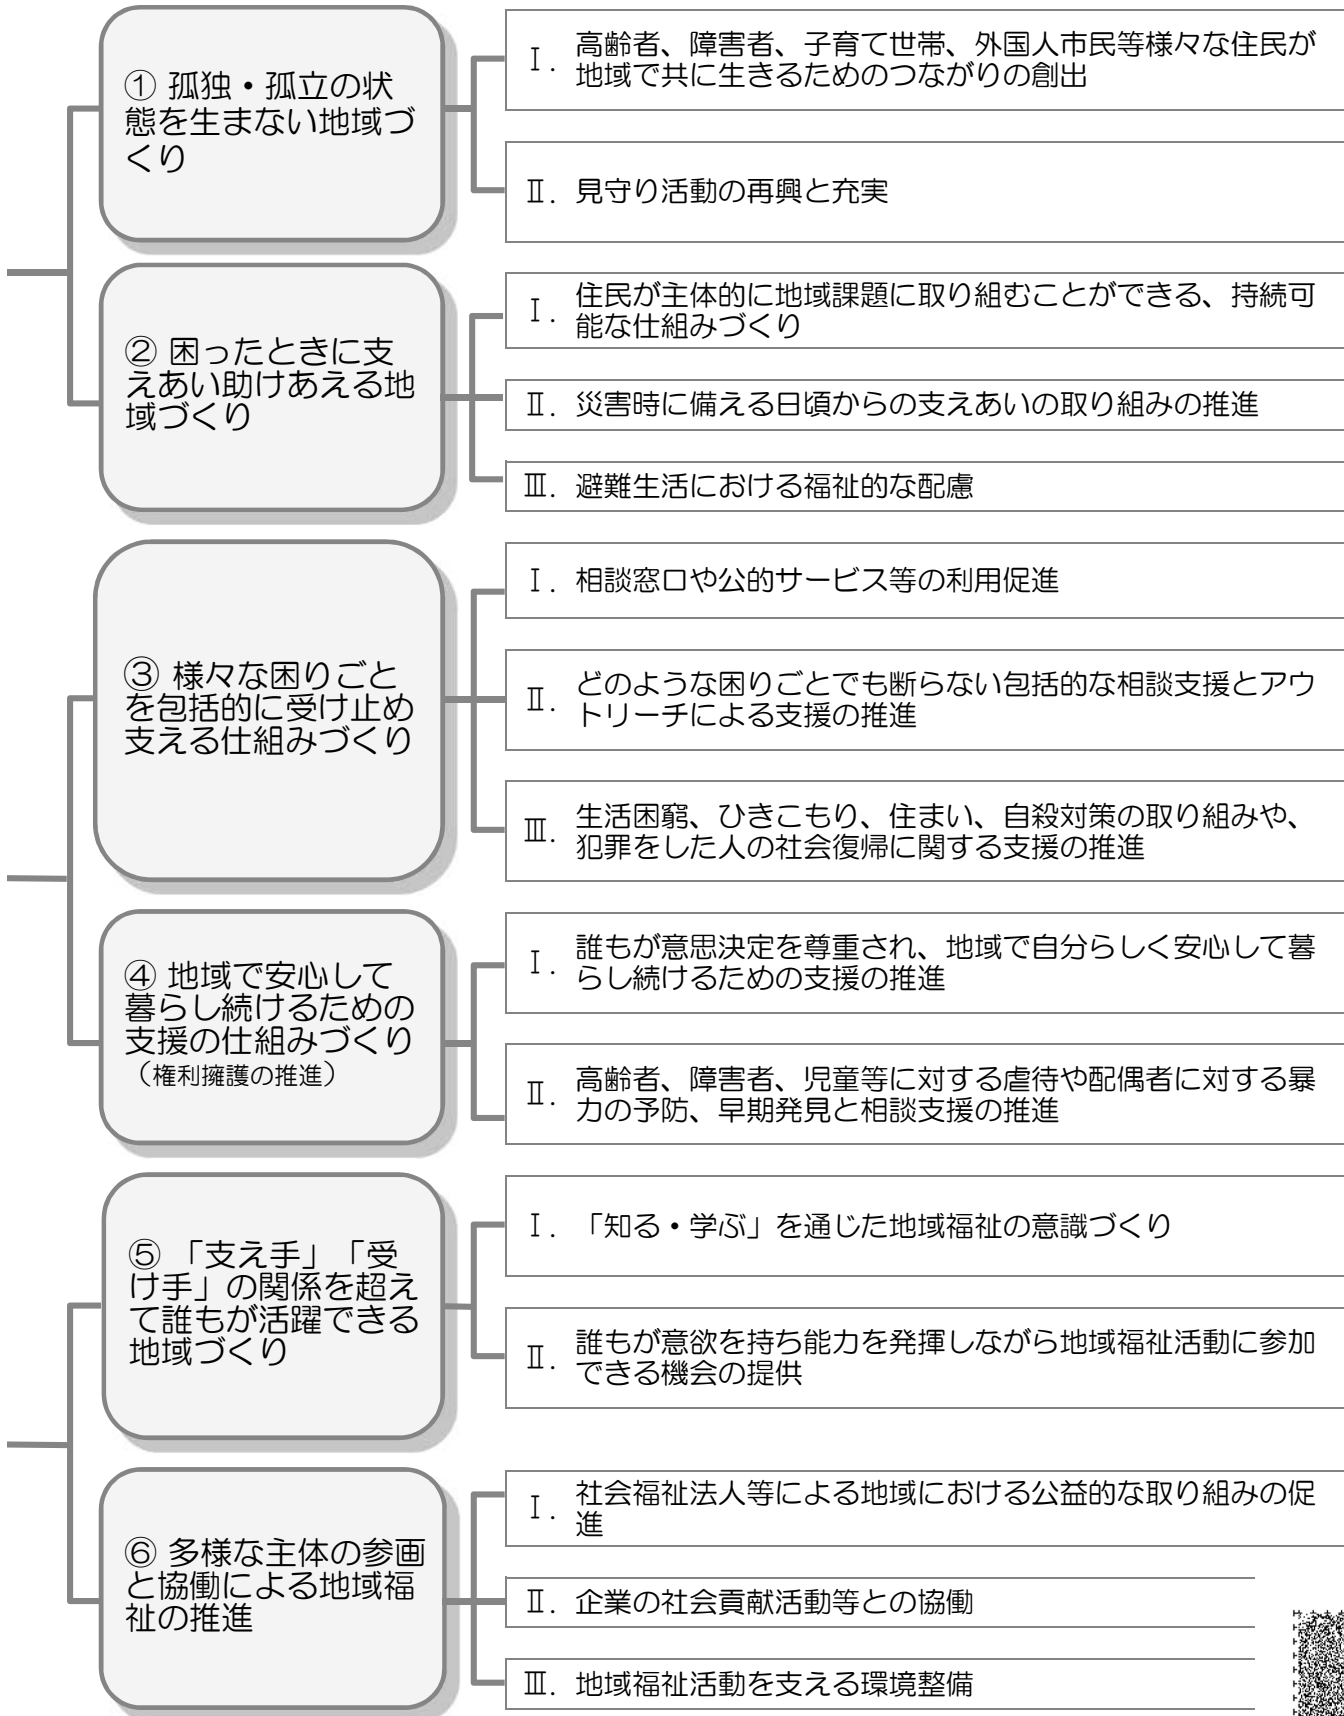 ① 孤独・孤立の状
態を生まない地域づ
くり
Ⅰ. 高齢者、障害者、子育て世帯、外国人市民等様々な住民が
地域で共に生きるためのつながりの創出
Ⅱ. 見守り活動の再興と充実
② 困ったときに支
えあい助けあえる地
域づくり
Ⅰ. 住民が主体的に地域課題に取り組むことができる、持続可
能な仕組みづくり
Ⅱ. 災害時に備える日頃からの支えあいの取り組みの推進
Ⅲ. 避難生活における福祉的な配慮
③ 様々な困りごと
を包括的に受け止め
支える仕組みづくり
Ⅰ. 相談窓口や公的サービス等の利用促進
Ⅱ. どのような困りごとでも断らない包括的な相談支援とアウ
トリーチによる支援の推進
Ⅲ. 生活困窮、ひきこもり、住まい、自殺対策の取り組みや、
犯罪をした人の社会復帰に関する支援の推進
④ 地域で安心して
暮らし続けるための
支援の仕組みづくり
（権利擁護の推進）
Ⅰ. 誰もが意思決定を尊重され、地域で自分らしく安心して暮
らし続けるための支援の推進
Ⅱ. 高齢者、障害者、児童等に対する虐待や配偶者に対する暴
力の予防、早期発見と相談支援の推進
⑤ 「支え手」「受
け手」の関係を超え
て誰もが活躍できる
地域づくり
Ⅰ. 「知る・学ぶ」を通じた地域福祉の意識づくり
Ⅱ. 誰もが意欲を持ち能力を発揮しながら地域福祉活動に参加
できる機会の提供
⑥ 多様な主体の参画
と協働による地域福
祉の推進
Ⅰ. 社会福祉法人等による地域における公益的な取り組みの促
進
Ⅱ. 企業の社会貢献活動等との協働
Ⅲ. 地域福祉活動を支える環境整備